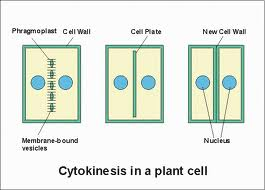 Phragmoplast
Cell Wall
Cell Plate
New Cell Wall
Membrane-bound
vesicles
Nucleus
Cytokinesis in a plant cell